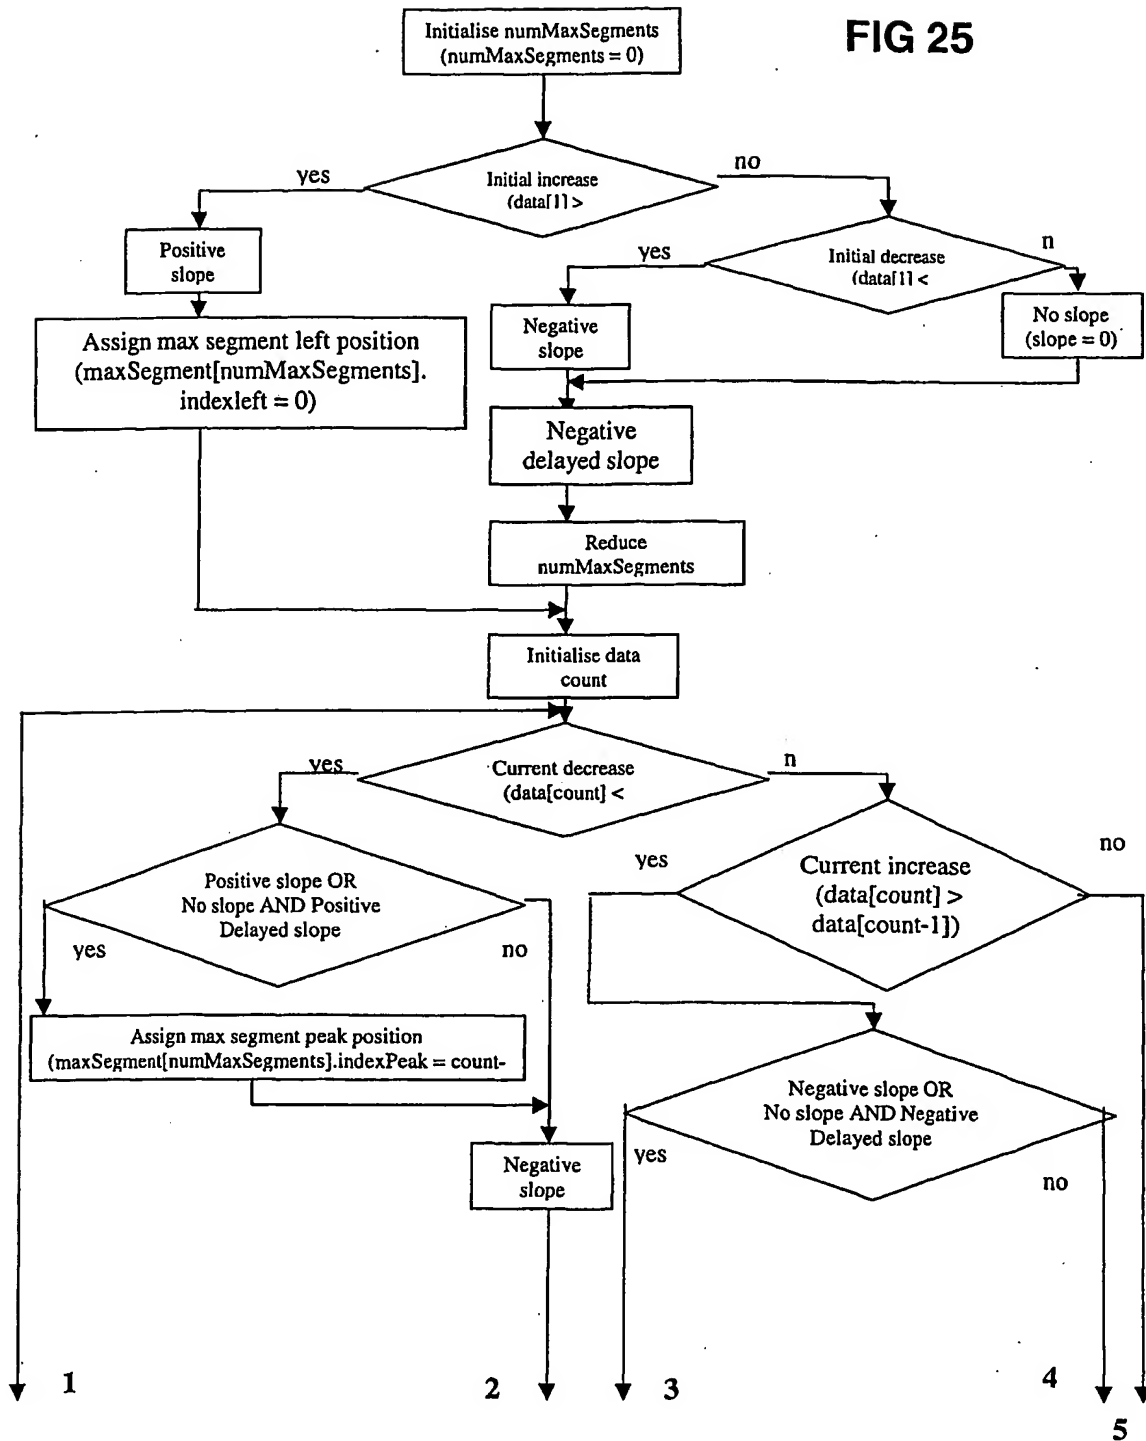 FIG 25
Initialise numMaxSegments
(numMaxSegments = 0)
yes
Initial increase
(data[1] >
no
Positive
slope
yes
Initial decrease
(data[1] <
n
Assign max segment left position
(maxSegment[numMaxSegments].
indexleft = 0)
Negative
slope
No slope
(slope = 0)
Negative
delayed slope
Reduce
numMaxSegments
Initialise data
count
yes
Current decrease
(data[count] <
n
Positive slope OR
No slope AND Positive
Delayed slope
yes
no
yes
Current increase
(data[count] >
data[count-1])
no
Assign max segment peak position
(maxSegment[numMaxSegments].indexPeak = count-
Negative slope OR
No slope AND Negative
Delayed slope
yes
no
Negative
slope
1
2
3
4
5